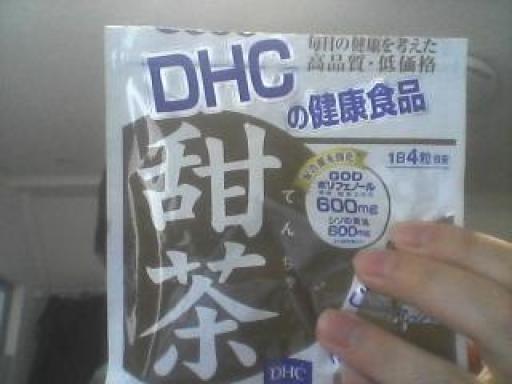 毎日の健康を考えた
高品質・低価格
DHC
の健康食品
甜茶
てんちゃ
1日4粒目安
GOD
ポリフェノール
600mg
シソの実油
600mg
DHC